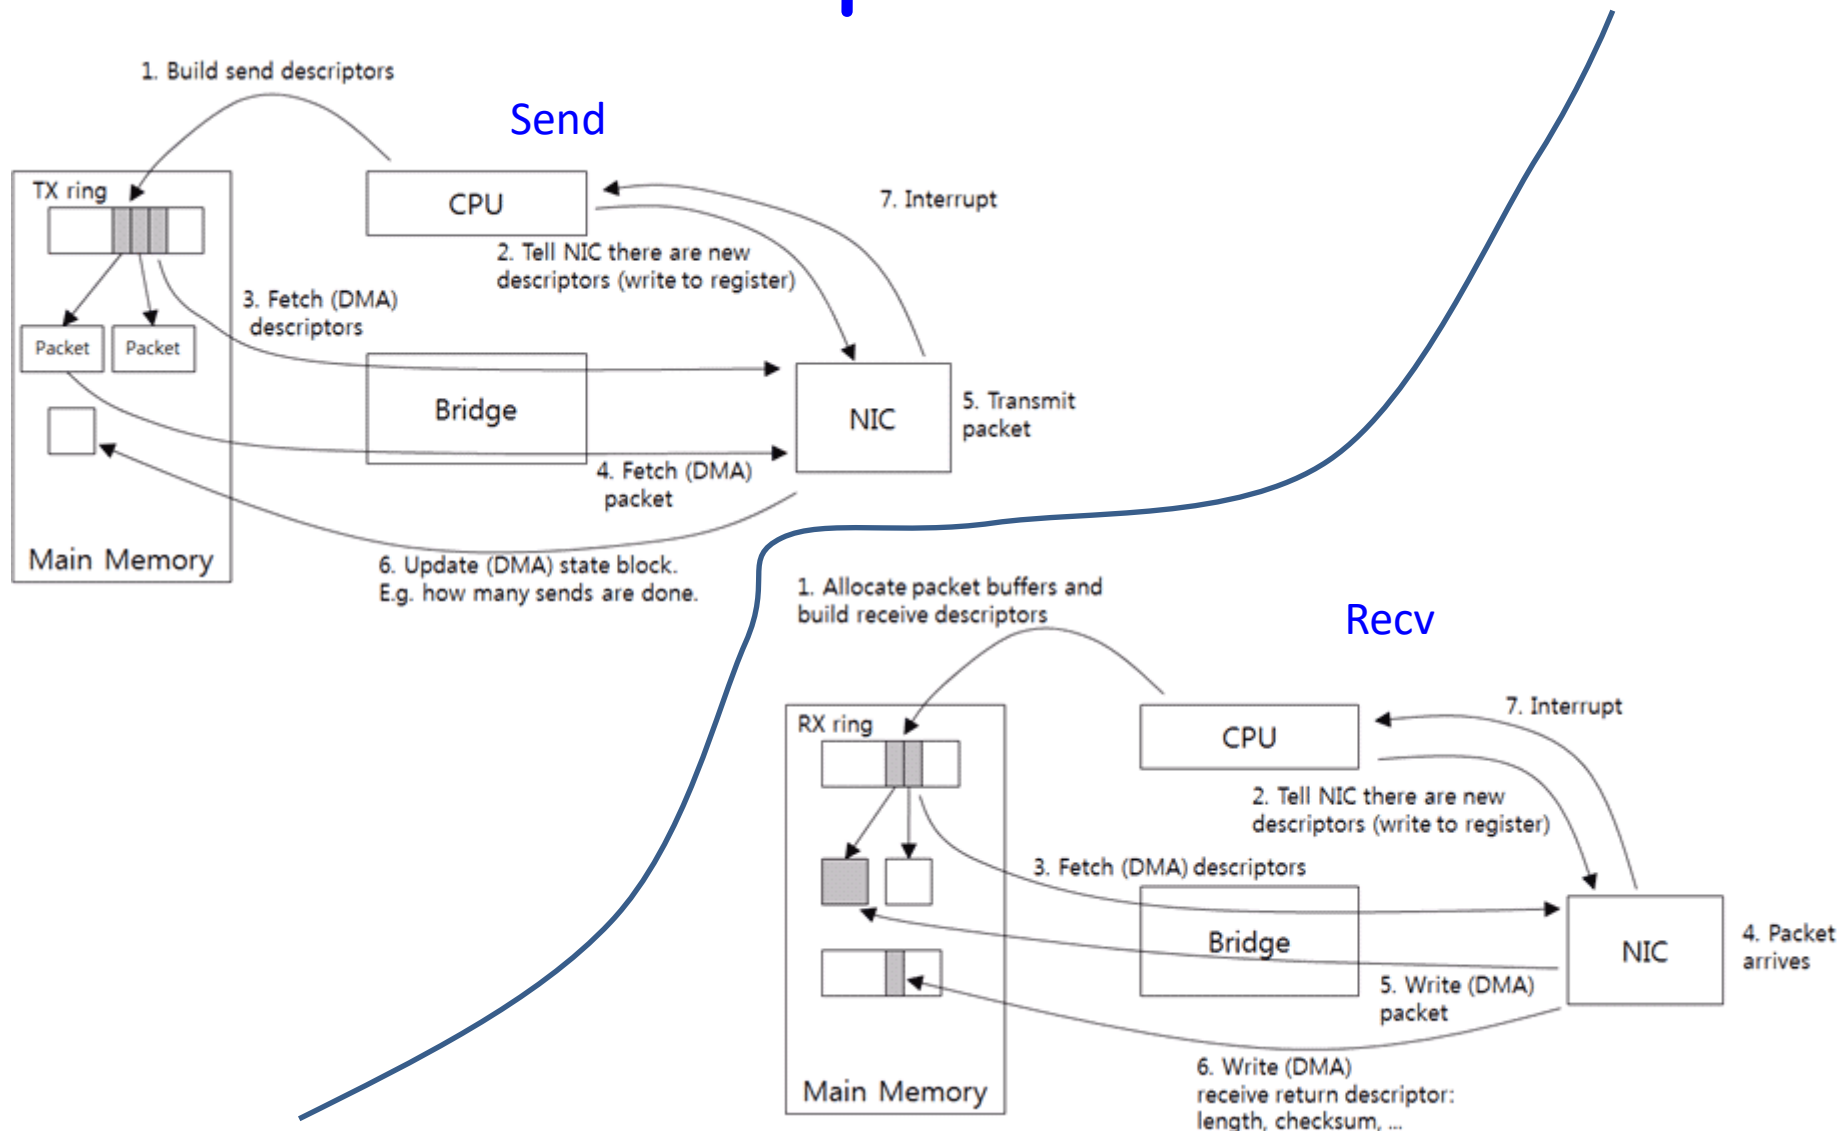 1. Build send descriptors
Send
TX ring
CPU
7. Interrupt
2. Tell NIC there are new
descriptors (write to register)
3. Fetch (DMA)
descriptors
Packet
Packet
Bridge
NIC
5. Transmit
packet
4. Fetch (DMA)
packet
Main Memory
6. Update (DMA) state block.
E.g. how many sends are done.
1. Allocate packet buffers and
build receive descriptors
Recv
RX ring
CPU
7. Interrupt
2. Tell NIC there are new
descriptors (write to register)
3. Fetch (DMA) descriptors
Bridge
NIC
4. Packet
arrives
5. Write (DMA)
packet
Main Memory
6. Write (DMA)
receive return descriptor:
length, checksum, ...